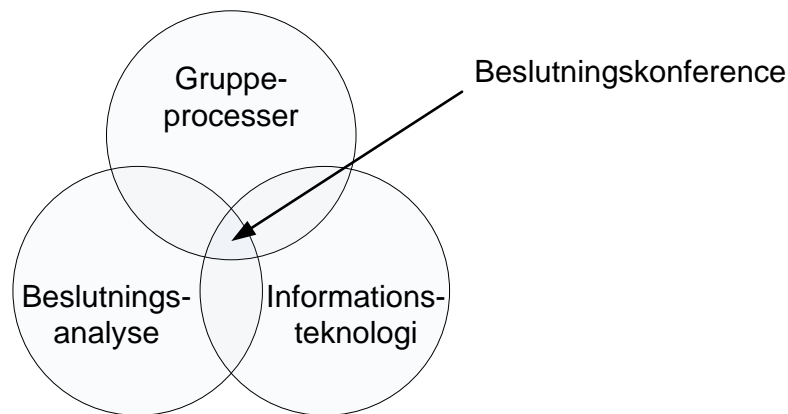 Gruppe-
processer
Beslutningskonference
Beslutnings-
analyse
Informations-
teknologi